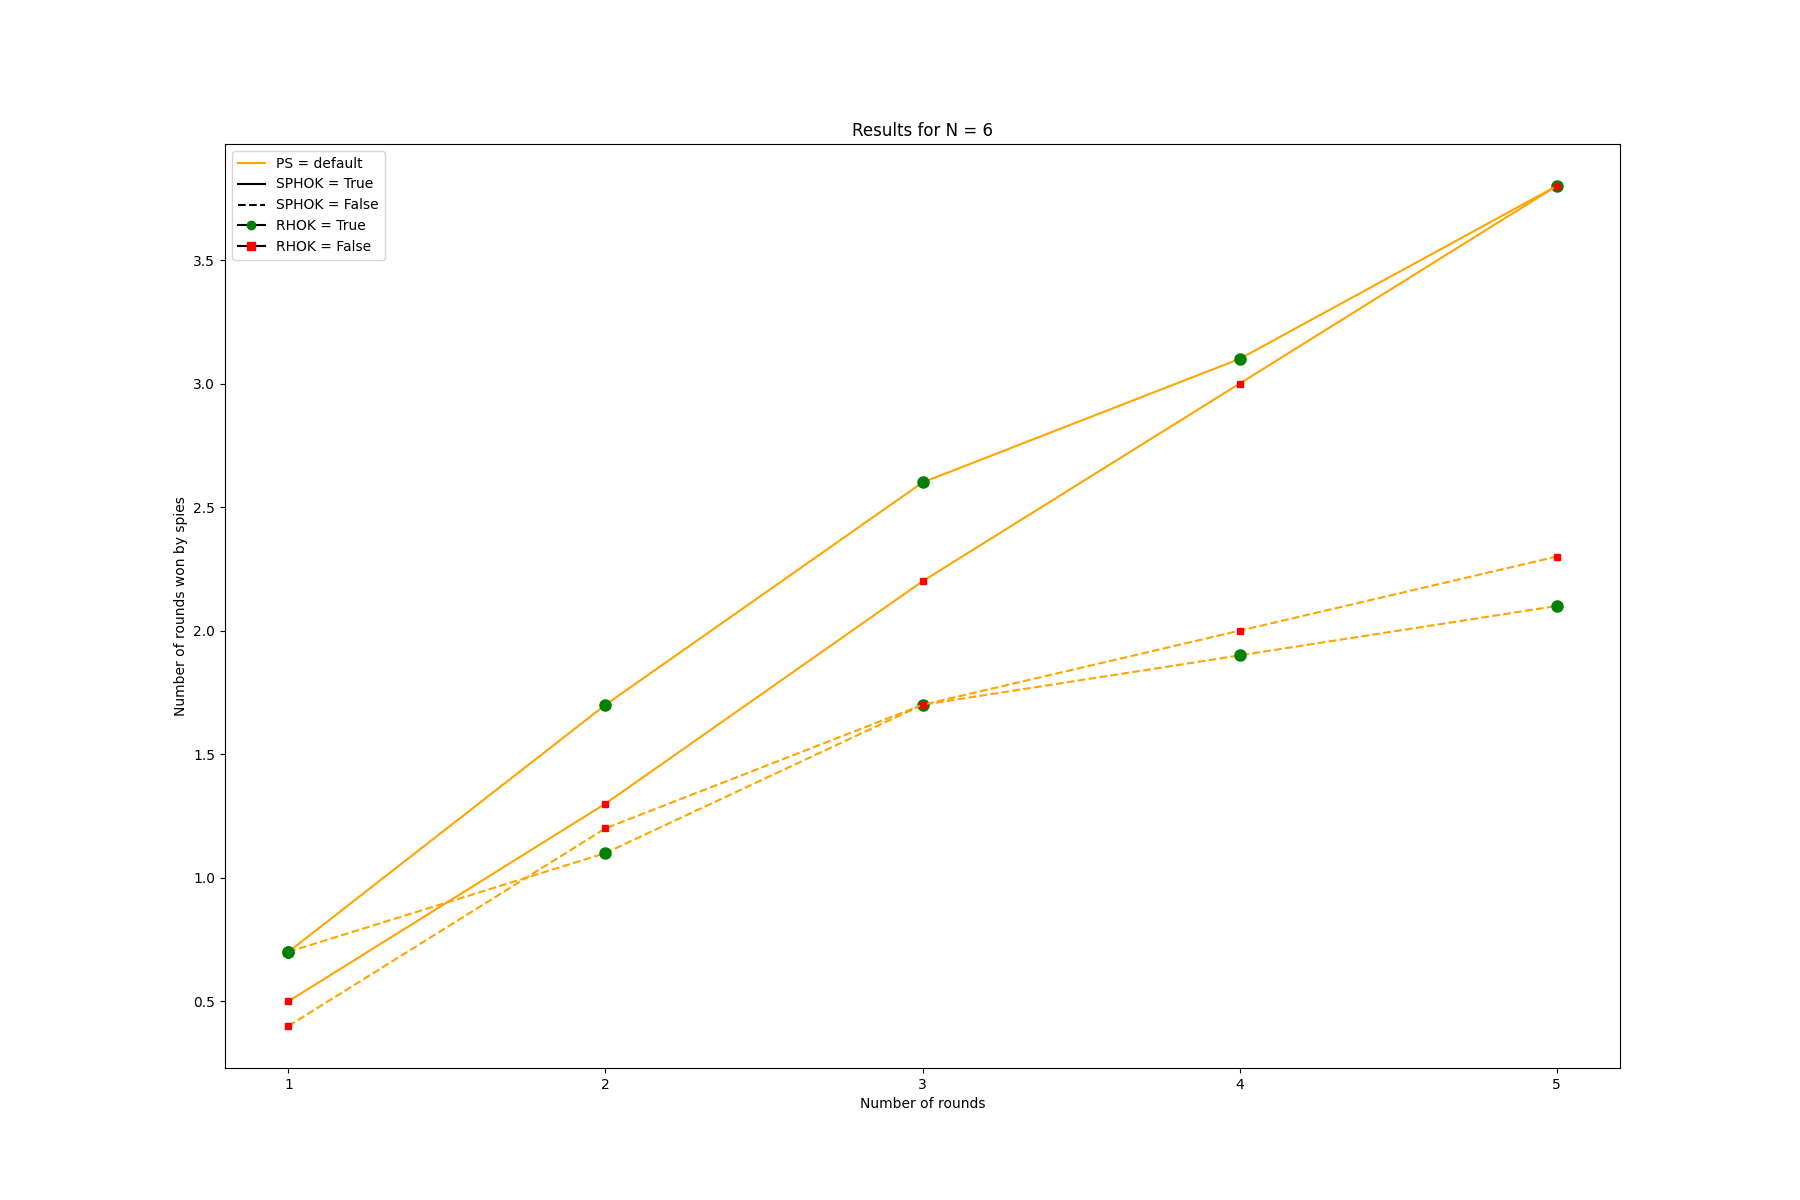 Results for N = 6
PS = default
SPHOK = True
SPHOK = False
RHOK = True
RHOK = False
3.5
3.0
2.5
2.0
1.5
1.0
0.5
Number of rounds won by spies
1 2 3 4 5
Number of rounds